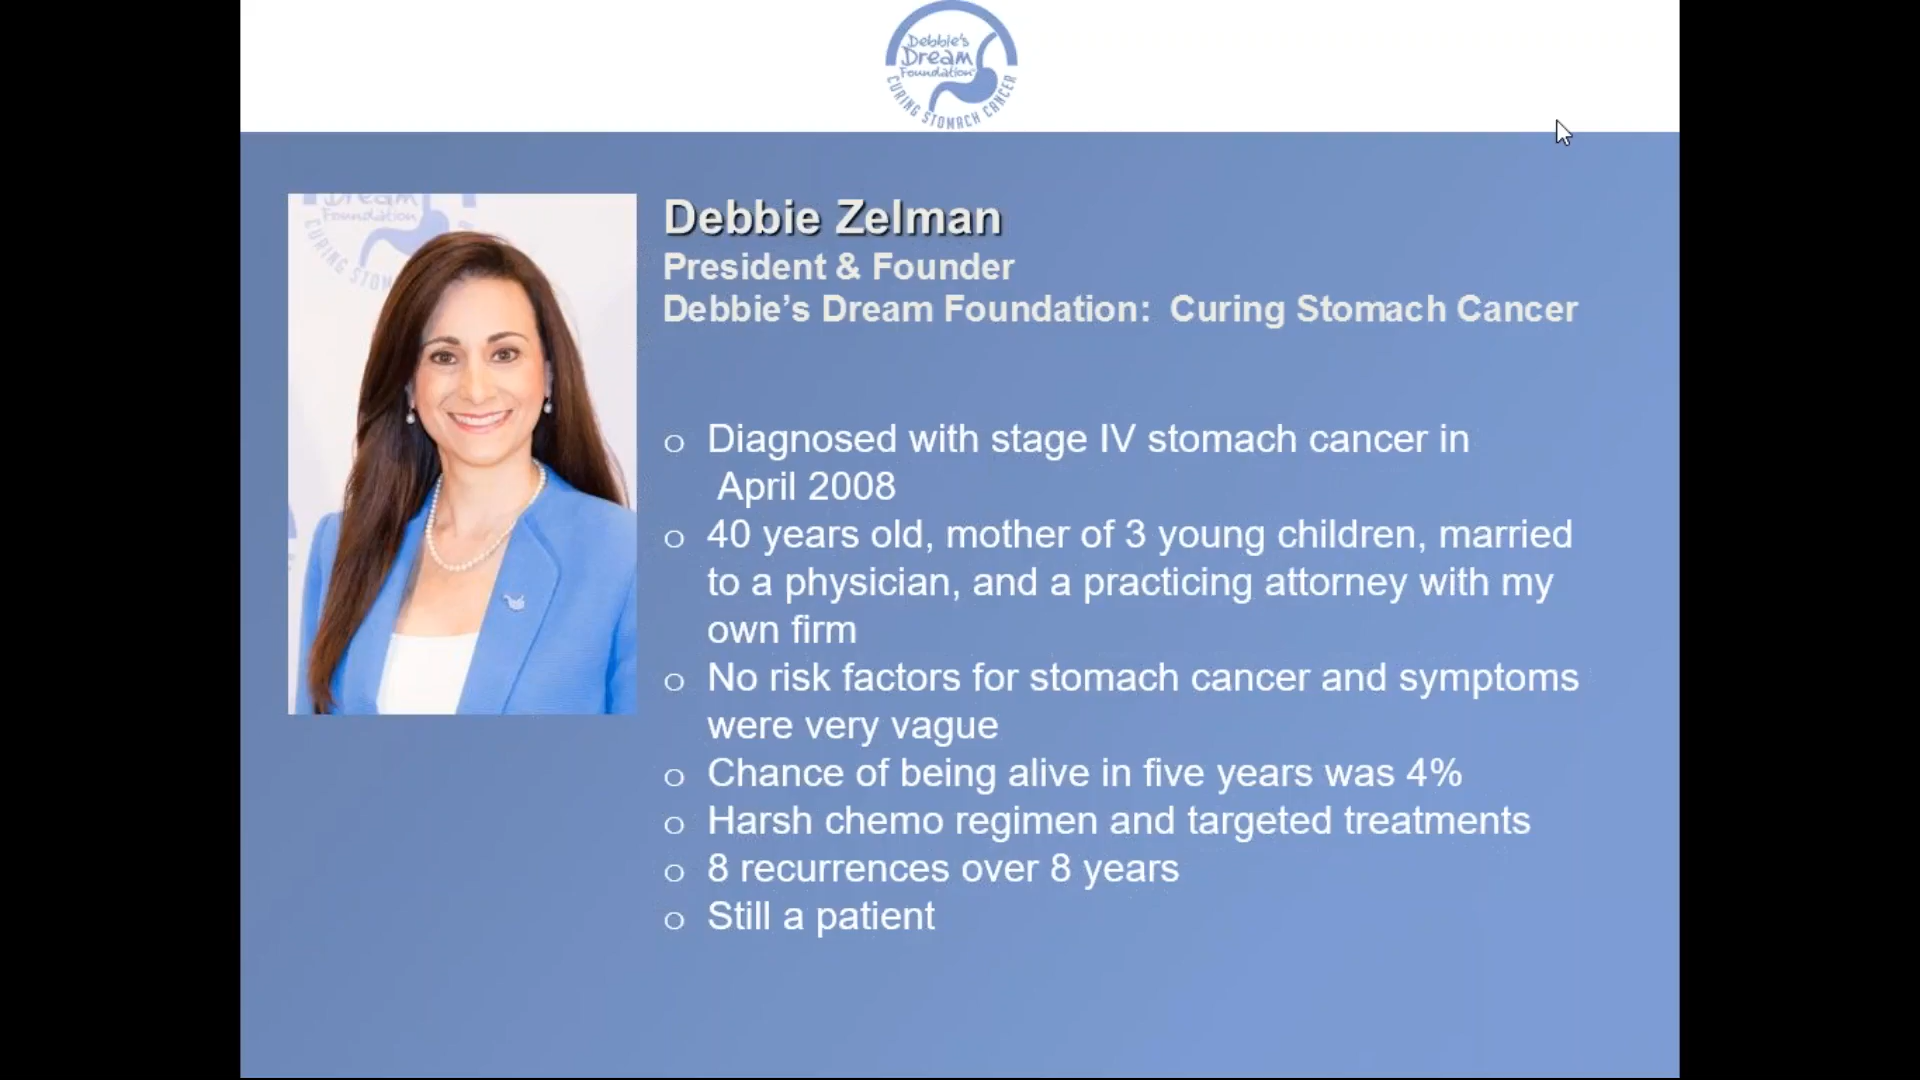 Debbie's
Dream
Foundation
CURING STOMACH CANCER
Dream
Foundation
CURING STOM
Debbie Zelman
President & Founder
Debbie’s Dream Foundation:  Curing Stomach Cancer
o Diagnosed with stage IV stomach cancer in
April 2008
o 40 years old, mother of 3 young children, married
to a physician, and a practicing attorney with my
own firm
o No risk factors for stomach cancer and symptoms
were very vague
o Chance of being alive in five years was 4%
o Harsh chemo regimen and targeted treatments
o 8 recurrences over 8 years
o Still a patient